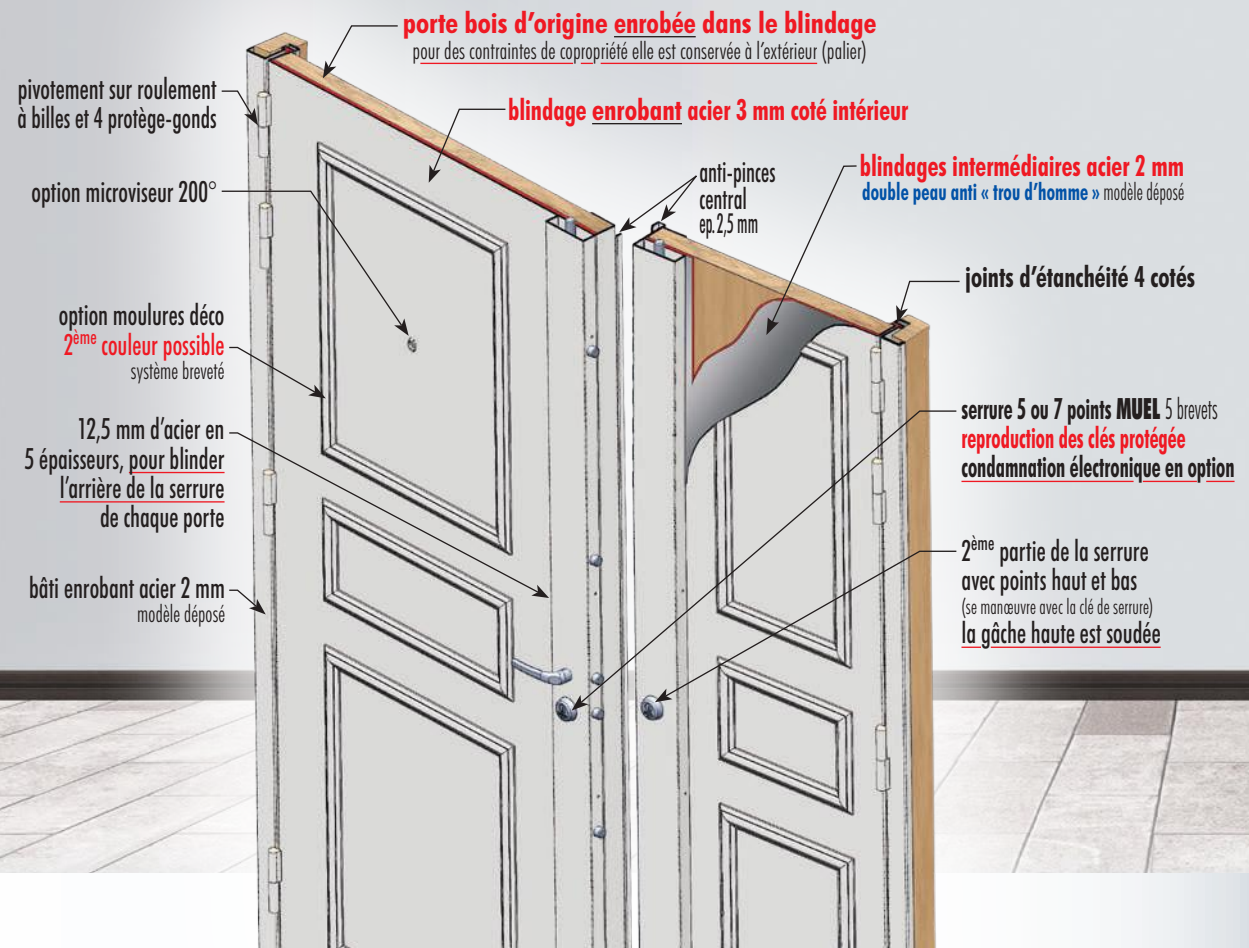 porte bois d'origine enrobée dans le blindage
pour des contraintes de copropriété elle est conservée à l'extérieur (palier)
pivotement sur roulement
à billes et 4 protège-gonds
blindage enrobant acier 3 mm coté intérieur
option microviseur 200°
anti-pinces
central
ep. 2,5 mm
blindages intermédiaires acier 2 mm
double peau anti « trou d'homme » modèle déposé
joints d'étanchéité 4 cotés
option moulures déco
2ème couleur possible
système breveté
12,5 mm d'acier en
5 épaisseurs, pour blinder
l'arrière de la serrure
de chaque porte
serrure 5 ou 7 points MUEL 5 brevets
reproduction des clés protégée
condamnation électronique en option
bâti enrobant acier 2 mm
modèle déposé
2ème partie de la serrure
avec points haut et bas
(se manœuvre avec la clé de serrure)
la gâche haute est soudée